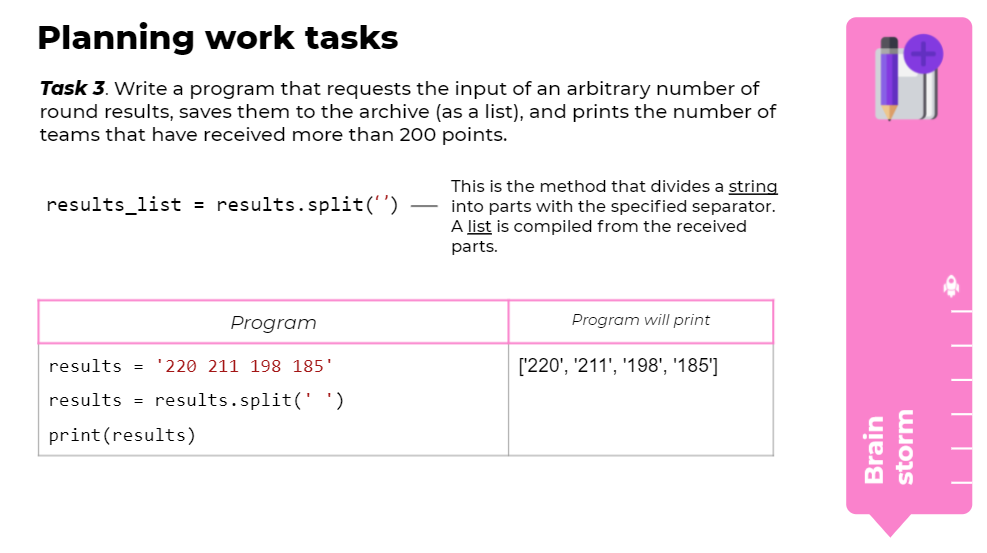 Planning work tasks
Task 3. Write a program that requests the input of an arbitrary number of
round results, saves them to the archive (as a list), and prints the number of
teams that have received more than 200 points.
results_list = results.split(‘’)
This is the method that divides a string
into parts with the specified separator.
A list is compiled from the received
parts.
Program
Program will print
results = '220 211 198 185'
['220', '211', '198', '185']
results = results.split(' ')
print(results)
Brain
storm